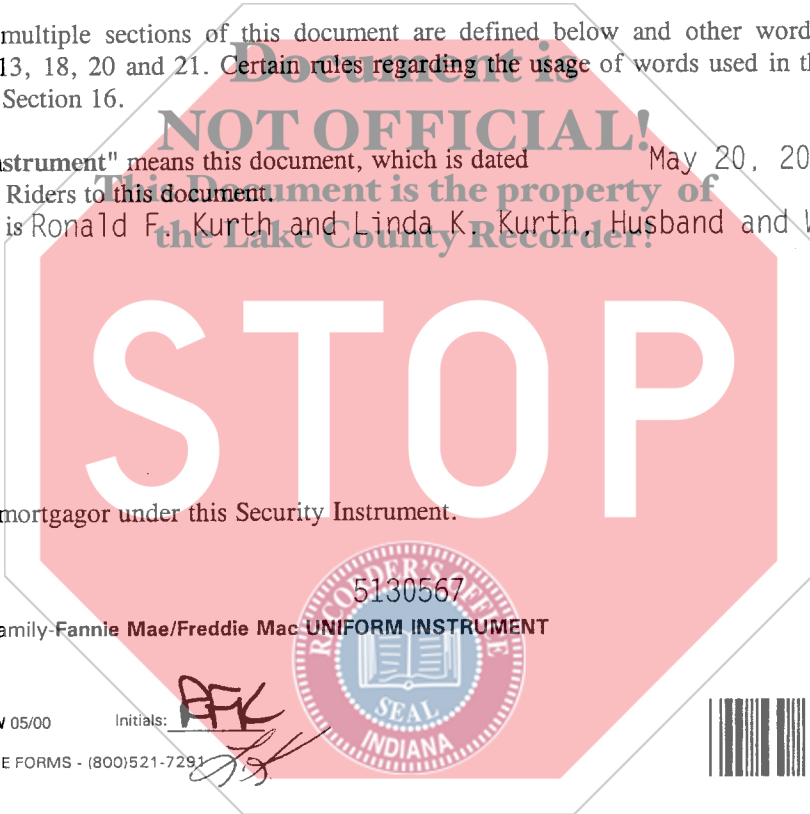 multiple sections of this document are defined below and other word
Document is
13, 18, 20 and 21. Certain rules regarding the usage of words used in t
Section 16.
NOT OFFICIAL!
strument" means this document, which is dated May 20, 20
This Document is the property of
Riders to this document.
the Lake County Recorder!
is Ronald F. Kurth and Linda K. Kurth, Husband and
STOP
mortgagor under this Security Instrument.
RECORDER'S OFFICE
5130567
amily-Fannie Mae/Freddie Mac UNIFORM INSTRUMENT
SEAL
INDIANA
05/00 Initials: RFK
LK
E FORMS - (800)521-7291